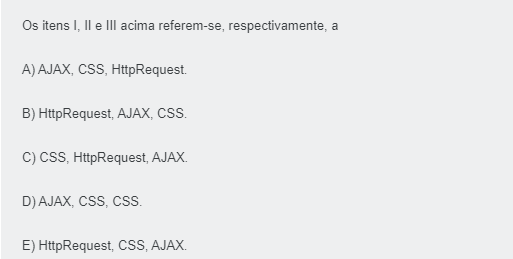 Os itens I, II e III acima referem-se, respectivamente, a
A) AJAX, CSS, HttpRequest.
B) HttpRequest, AJAX, CSS.
C) CSS, HttpRequest, AJAX.
D) AJAX, CSS, CSS.
E) HttpRequest, CSS, AJAX.